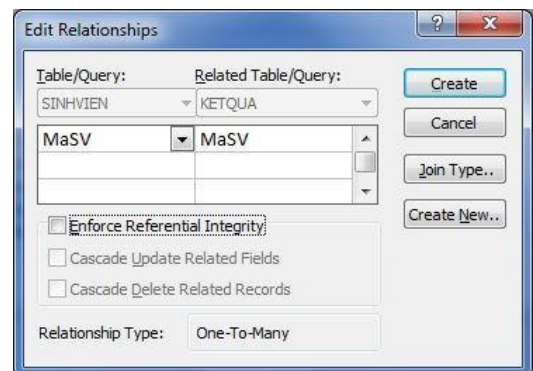 Edit Relationships
?
X
Table/Query:
Related Table/Query:
SINHVIEN
KETQUA
MaSV
MaSV
Enforce Referential Integrity
Cascade Update Related Fields
Cascade Delete Related Records
Relationship Type:
One-To-Many
Create
Cancel
Join Type..
Create New..